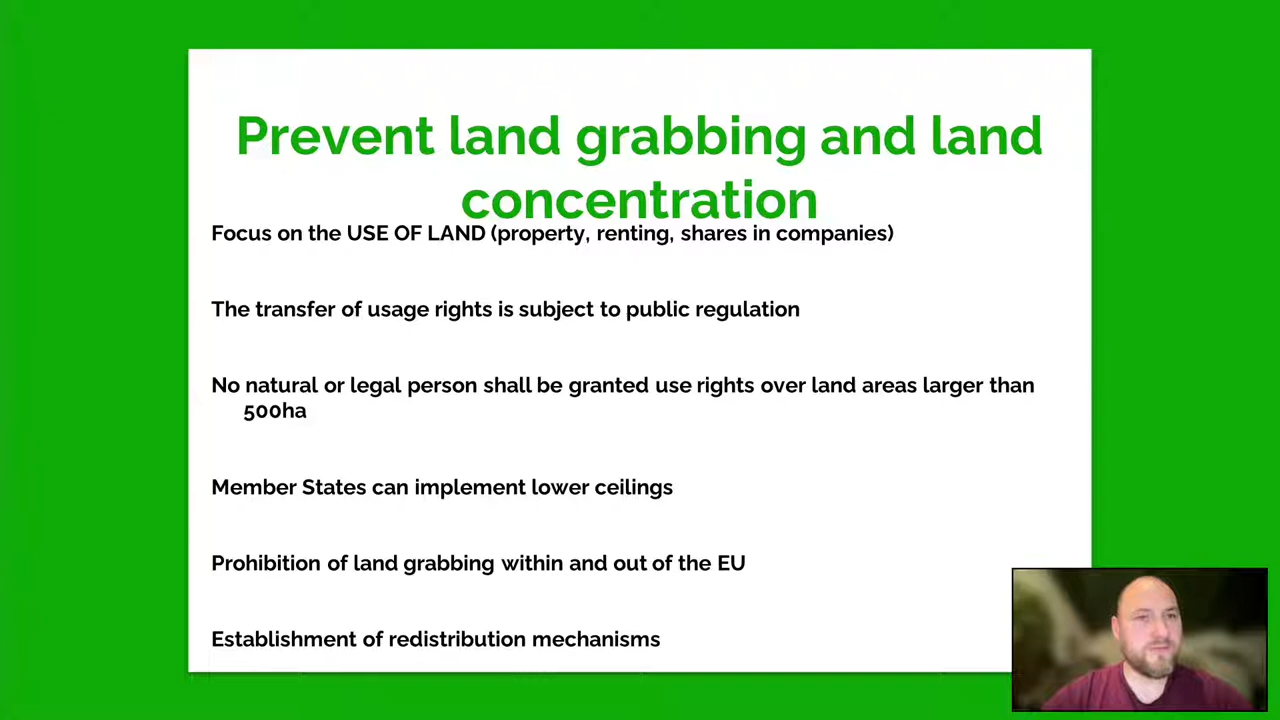 Prevent land grabbing and land
concentration
Focus on the USE OF LAND (property, renting, shares in companies)
The transfer of usage rights is subject to public regulation
No natural or legal person shall be granted use rights over land areas larger than
500ha
Member States can implement lower ceilings
Prohibition of land grabbing within and out of the EU
Establishment of redistribution mechanisms